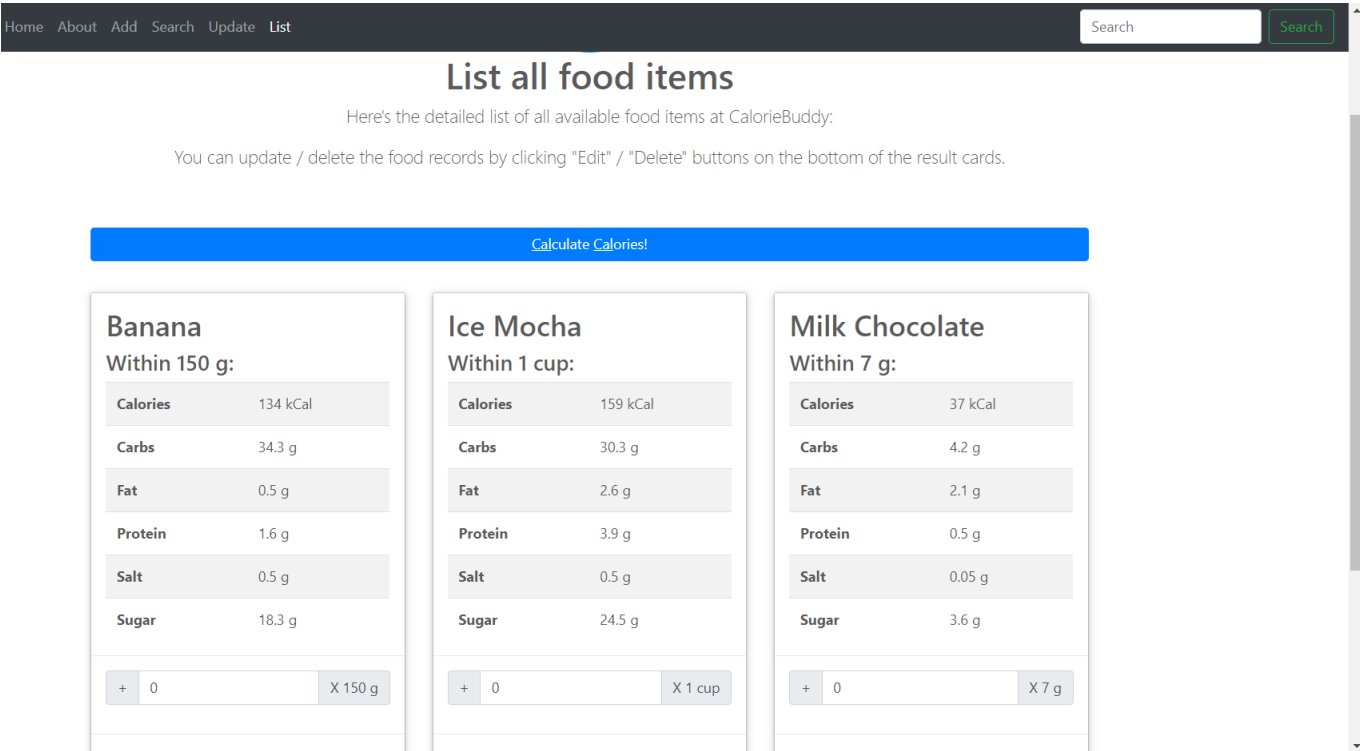 Home About Add Search Update List Search Search
List all food items
Here's the detailed list of all available food items at CalorieBuddy:
You can update / delete the food records by clicking "Edit" / "Delete" buttons on the bottom of the result cards.
Calculate Calories!
Banana
Within 150 g:
Calories 134 kCal
Carbs 34.3 g
Fat 0.5 g
Protein 1.6 g
Salt 0.5 g
Sugar 18.3 g
+ 0 X 150 g
Ice Mocha
Within 1 cup:
Calories 159 kCal
Carbs 30.3 g
Fat 2.6 g
Protein 3.9 g
Salt 0.5 g
Sugar 24.5 g
+ 0 X 1 cup
Milk Chocolate
Within 7 g:
Calories 37 kCal
Carbs 4.2 g
Fat 2.1 g
Protein 0.5 g
Salt 0.05 g
Sugar 3.6 g
+ 0 X 7 g